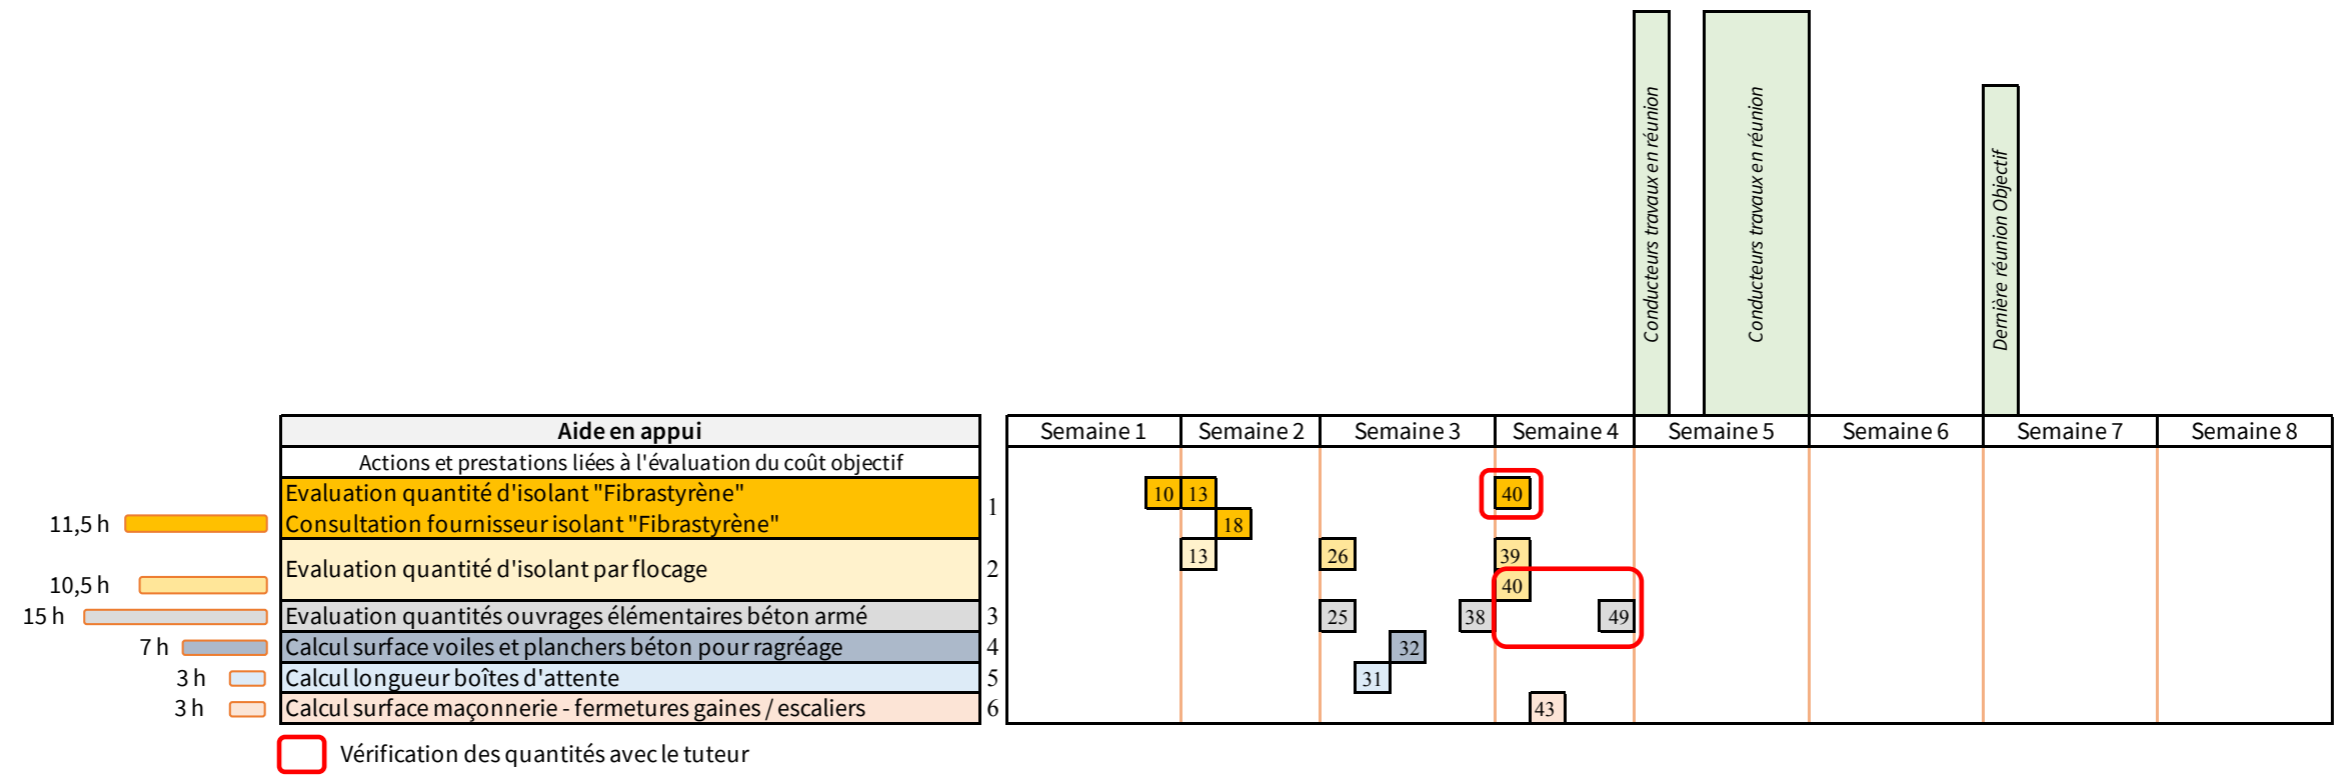 Conducteurs travaux en réunion
Conducteurs travaux en réunion
Dernière réunion Objectif
Aide en appui
Semaine 1
Semaine 2
Semaine 3
Semaine 4
Semaine 5
Semaine 6
Semaine 7
Semaine 8
Actions et prestations liées à l'évaluation du coût objectif
Evaluation quantité d'isolant "Fibrastyrène"
1
10
13
40
11,5 h
Consultation fournisseur isolant "Fibrastyrène"
18
Evaluation quantité d'isolant par flocage
2
13
26
39
10,5 h
40
15 h
Evaluation quantités ouvrages élémentaires béton armé
3
25
38
49
7 h
Calcul surface voiles et planchers béton pour ragréage
4
32
3 h
Calcul longueur boîtes d'attente
5
31
3 h
Calcul surface maçonnerie - fermetures gaines / escaliers
6
43
Vérification des quantités avec le tuteur